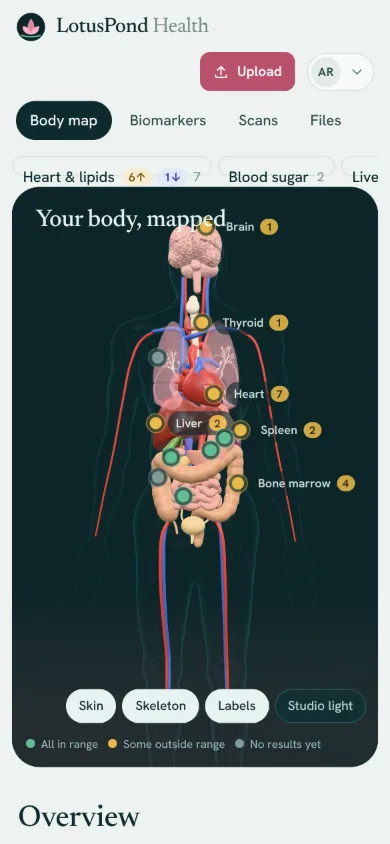 LotusPond Health
Upload
AR
Body map Biomarkers Scans Files
Heart & lipids 6↑ 1↓ 7 Blood sugar 2 Live
Your body, mapped
Brain 1
Thyroid 1
Heart 7
Liver 2
Spleen 2
Bone marrow 4
Skin Skeleton Labels Studio light
All in range Some outside range No results yet
Overview